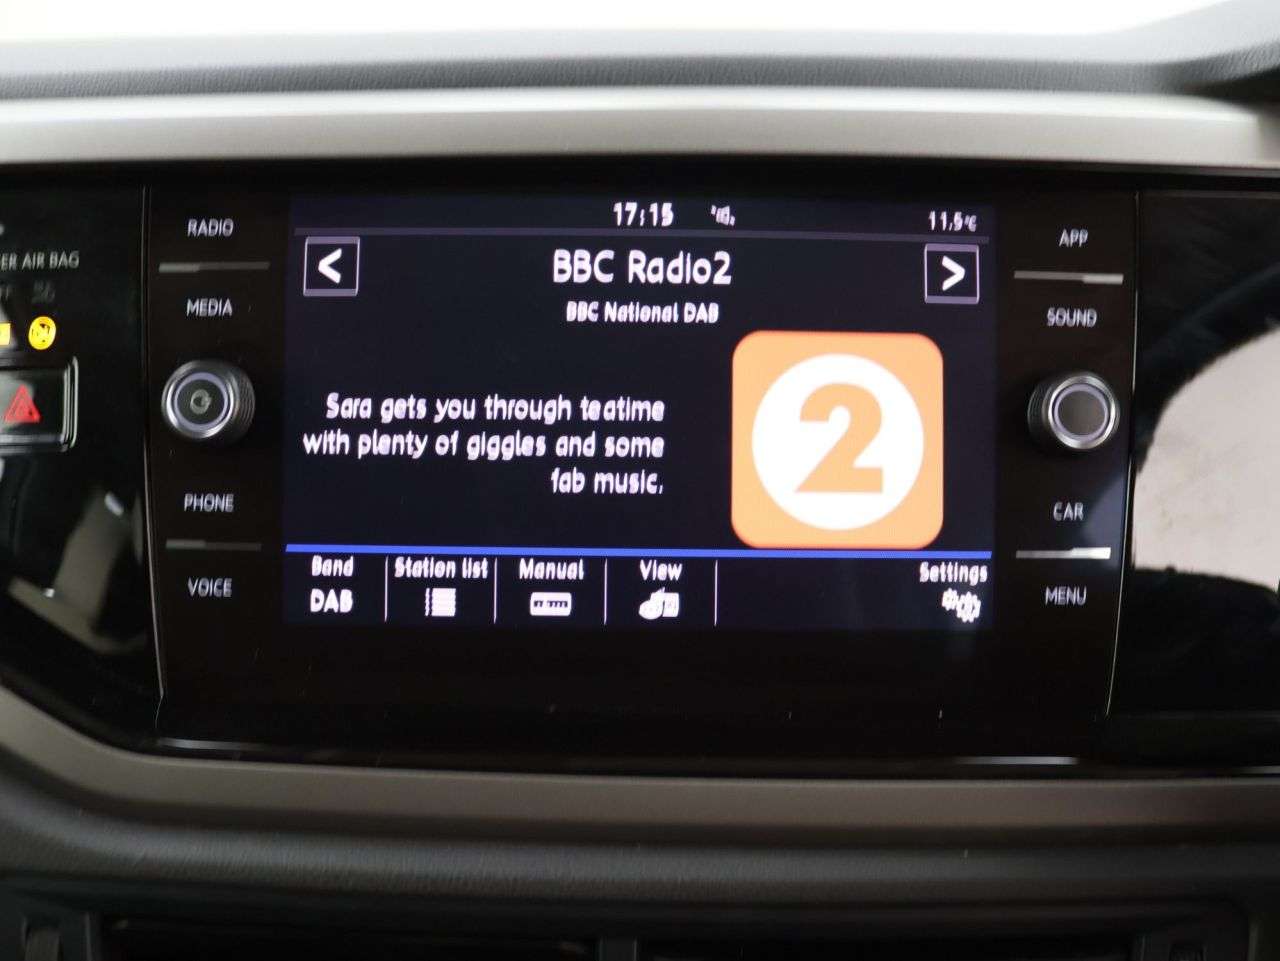 17:15
11,5°C
RADIO
MEDIA
PHONE
VOICE
ER AIR BAG
<
BBC Radio2
>
BBC National DAB
Sara gets you through teatime
with plenty of giggles and some
fab music.
2
Band
DAB
Station list
Manual
View
Settings
APP
SOUND
CAR
MENU